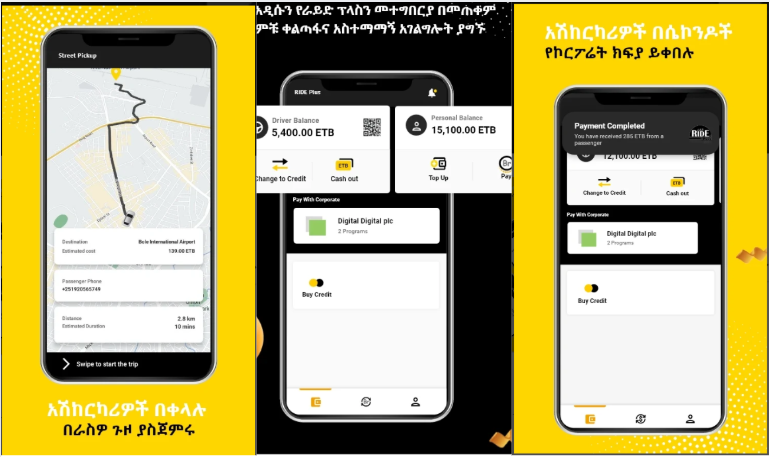 Street Pickup
Destination
Bole International Airport
Estimated cost
139.00 ETB
Passenger Phone
+251920565749
Distance
2.8 km
Estimated Duration
10 mins
Swipe to start the trip
አሽከርካሪዎች በቀላሉ
በራስዎ ጉዞ ያስጀምሩ
አዲሱን የራይድ ፕላስን መተግበርያ በመጠቀም
ምቹ ቀልጣፋና አስተማማኝ አገልግሎት ያግኙ
RIDE Plus
Driver Balance
5,400.00 ETB
Change to Credit
ETB
Cash out
Personal Balance
15,100.00 ETB
Top Up
Br
Pay
Pay With Corporate
Digital Digital plc
2 Programs
Buy Credit
አሽከርካሪዎች በሴኮንዶች
የኮርፖሬት ክፍያ ይቀበሉ
Payment Completed
You have received 285 ETB from a
passenger
RIDE
12,100.00 ETB
Change to Credit
ETB
Cash out
Pay With Corporate
Digital Digital plc
2 Programs
Buy Credit